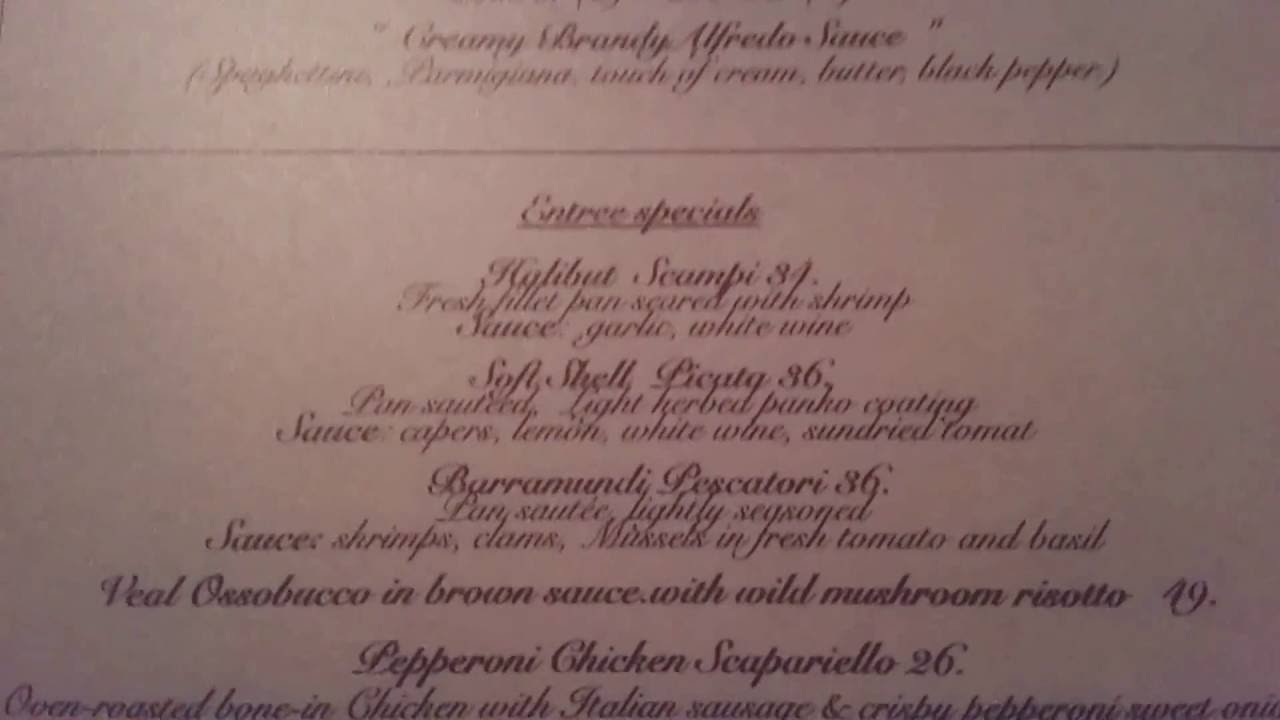 " Creamy Brandy Alfredo Sauce "
(Spaghettini, Parmigiana, touch of cream, butter, black pepper)
Entree specials
Halibut Scampi 34.
Fresh fillet pan seared with shrimp
Sauce: garlic, white wine
Soft Shell Picata 36.
Pan sautéed, Light herbed panko coating
Sauce: capers, lemon, white wine, sundried tomat
Barramundi Pescatori 36.
Pan sautée, lightly seasoned
Sauce: shrimps, clams, Mussels in fresh tomato and basil
Veal Ossobucco in brown sauce.with wild mushroom risotto 49.
Pepperoni Chicken Scapariello 26.
Oven-roasted bone-in Chicken with Italian sausage & crispy pepperoni sweet onio